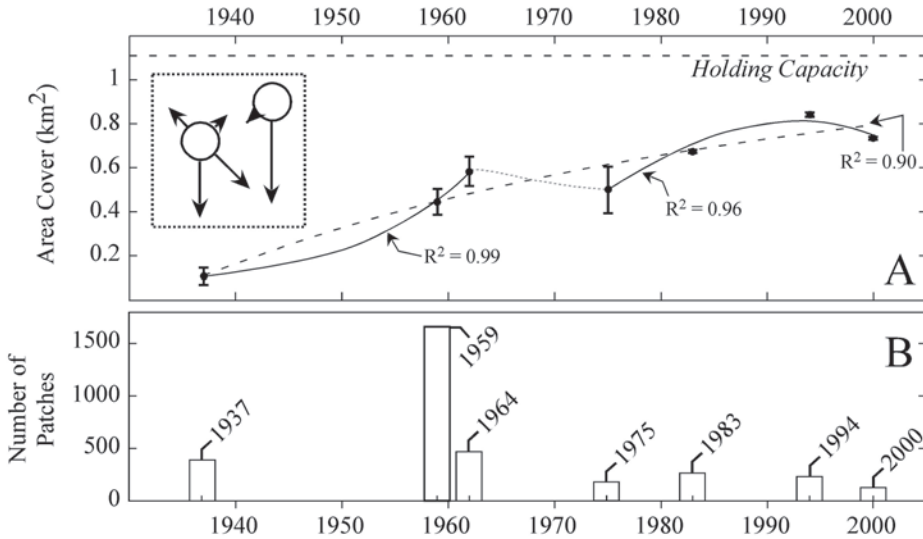 1940 1950 1960 1970 1980 1990 2000
Holding Capacity
Area Cover (km²)
1
0.8
0.6
0.4
0.2
R² = 0.90
R² = 0.96
R² = 0.99
A
B
Number of
Patches
1500
1000
500
0
1937
1959
1964
1975
1983
1994
2000
1940 1950 1960 1970 1980 1990 2000